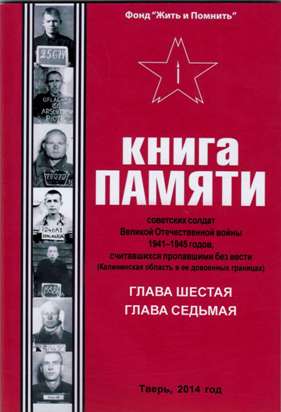 Фонд "Жить и Помнить"
КНИГА
ПАМЯТИ
советских солдат
Великой Отечественной войны
1941–1945 годов,
считавшихся пропавшими без вести
(Калининская область в ее довоенных границах)
ГЛАВА ШЕСТАЯ
ГЛАВА СЕДЬМАЯ
Тверь, 2014 год